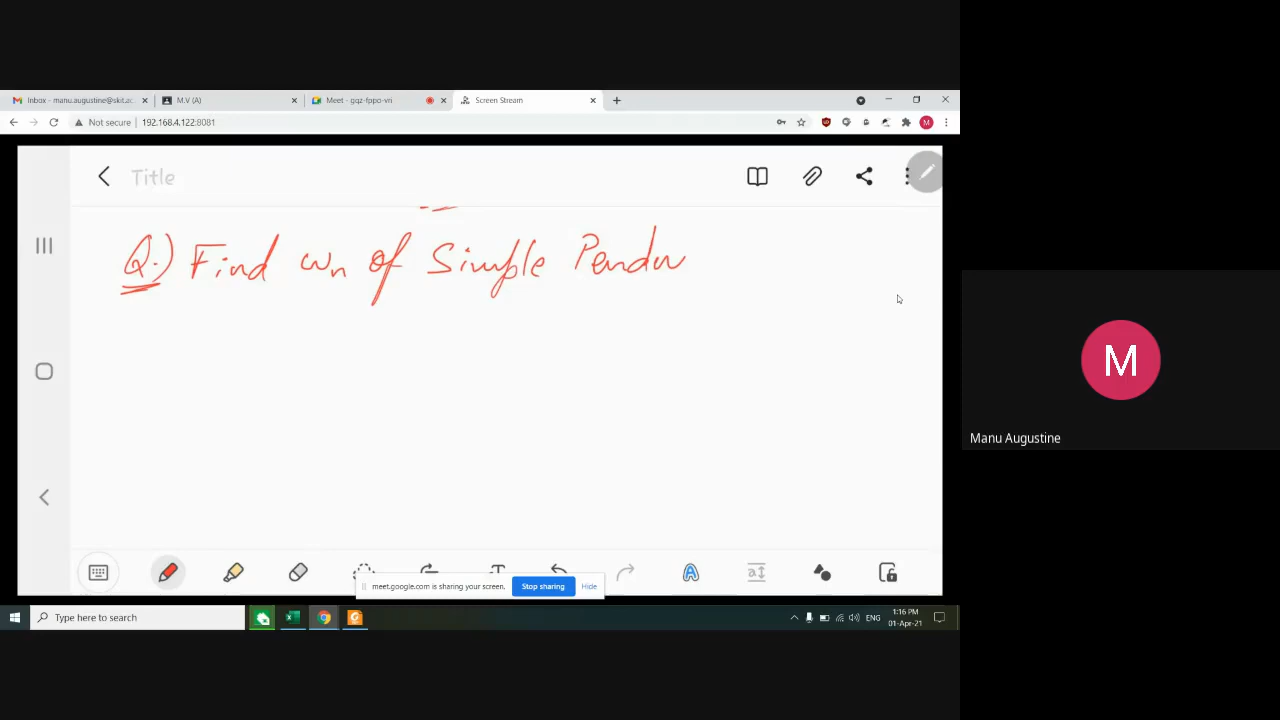 Inbox - manu.augustine@skit.ac.
M.V (A)
Meet - gqz-fppo-vri
Screen Stream
Not secure
192.168.4.122:8081
M
Title
Q.) Find ωn of Simple Pendu
M
Manu Augustine
T
A
meet.google.com is sharing your screen.
Stop sharing
Hide
Type here to search
ENG
1:16 PM
01-Apr-21